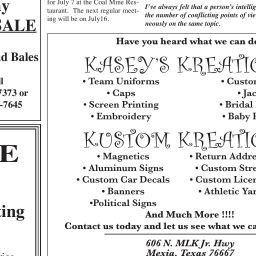 for July 7 at the Coal Mine Res-
taurant. The next regular meet-
ing will be on July16.
I've always felt that a person's intellig
the number of conflicting points of vie
neously on the same topic.
SALE
d Bales
7373 or
-7645
E
ting
Have you heard what we can do
KASEY'S KREATIO
• Team Uniforms
• Caps
• Screen Printing
• Embroidery
• Custom
• Jac
• Bridal
• Baby
KUSTOM KREATIO
• Magnetics
• Aluminum Signs
• Custom Car Decals
• Banners
•Political Signs
• Return Addre
• Custom Stre
• Custom Licen
• Athletic Yar
And Much More !!!!
Contact us today and let us see what we ca
606 N. MLK Jr. Hwy
Mexia, Texas 76667